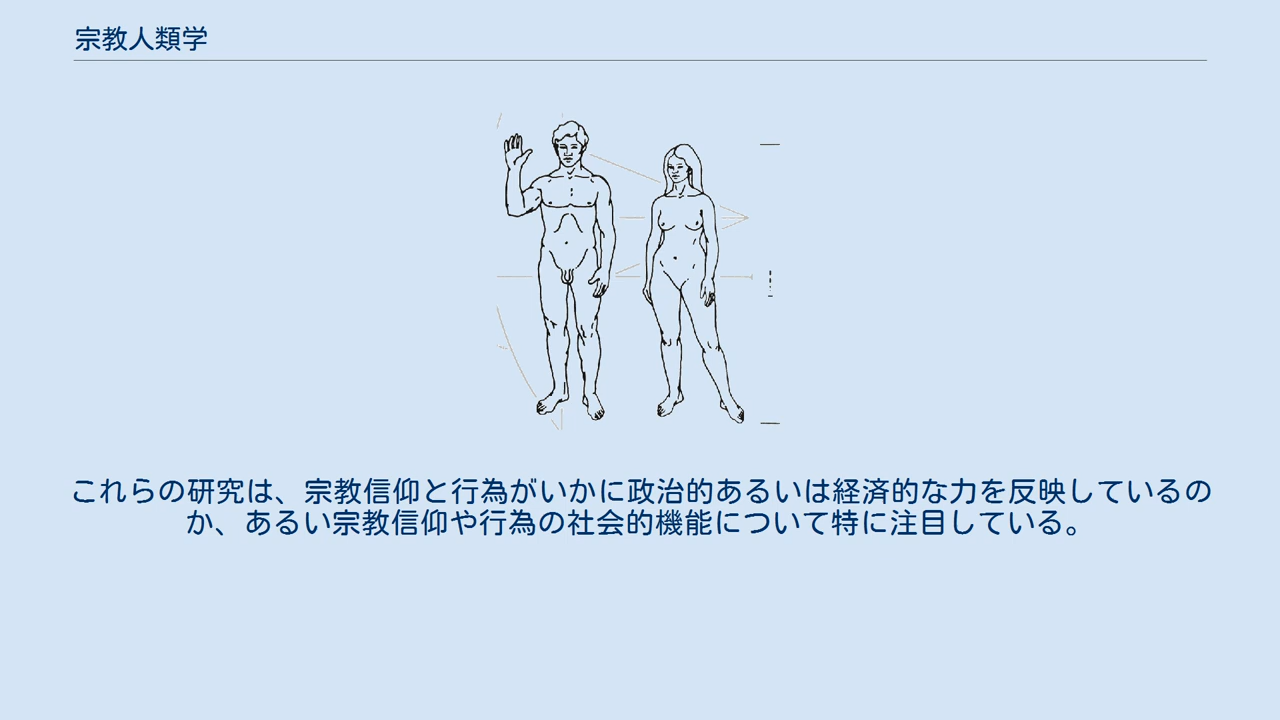 宗教人類学
これらの研究は、宗教信仰と行為がいかに政治的あるいは経済的な力を反映しているの
か、あるい宗教信仰や行為の社会的機能について特に注目している。